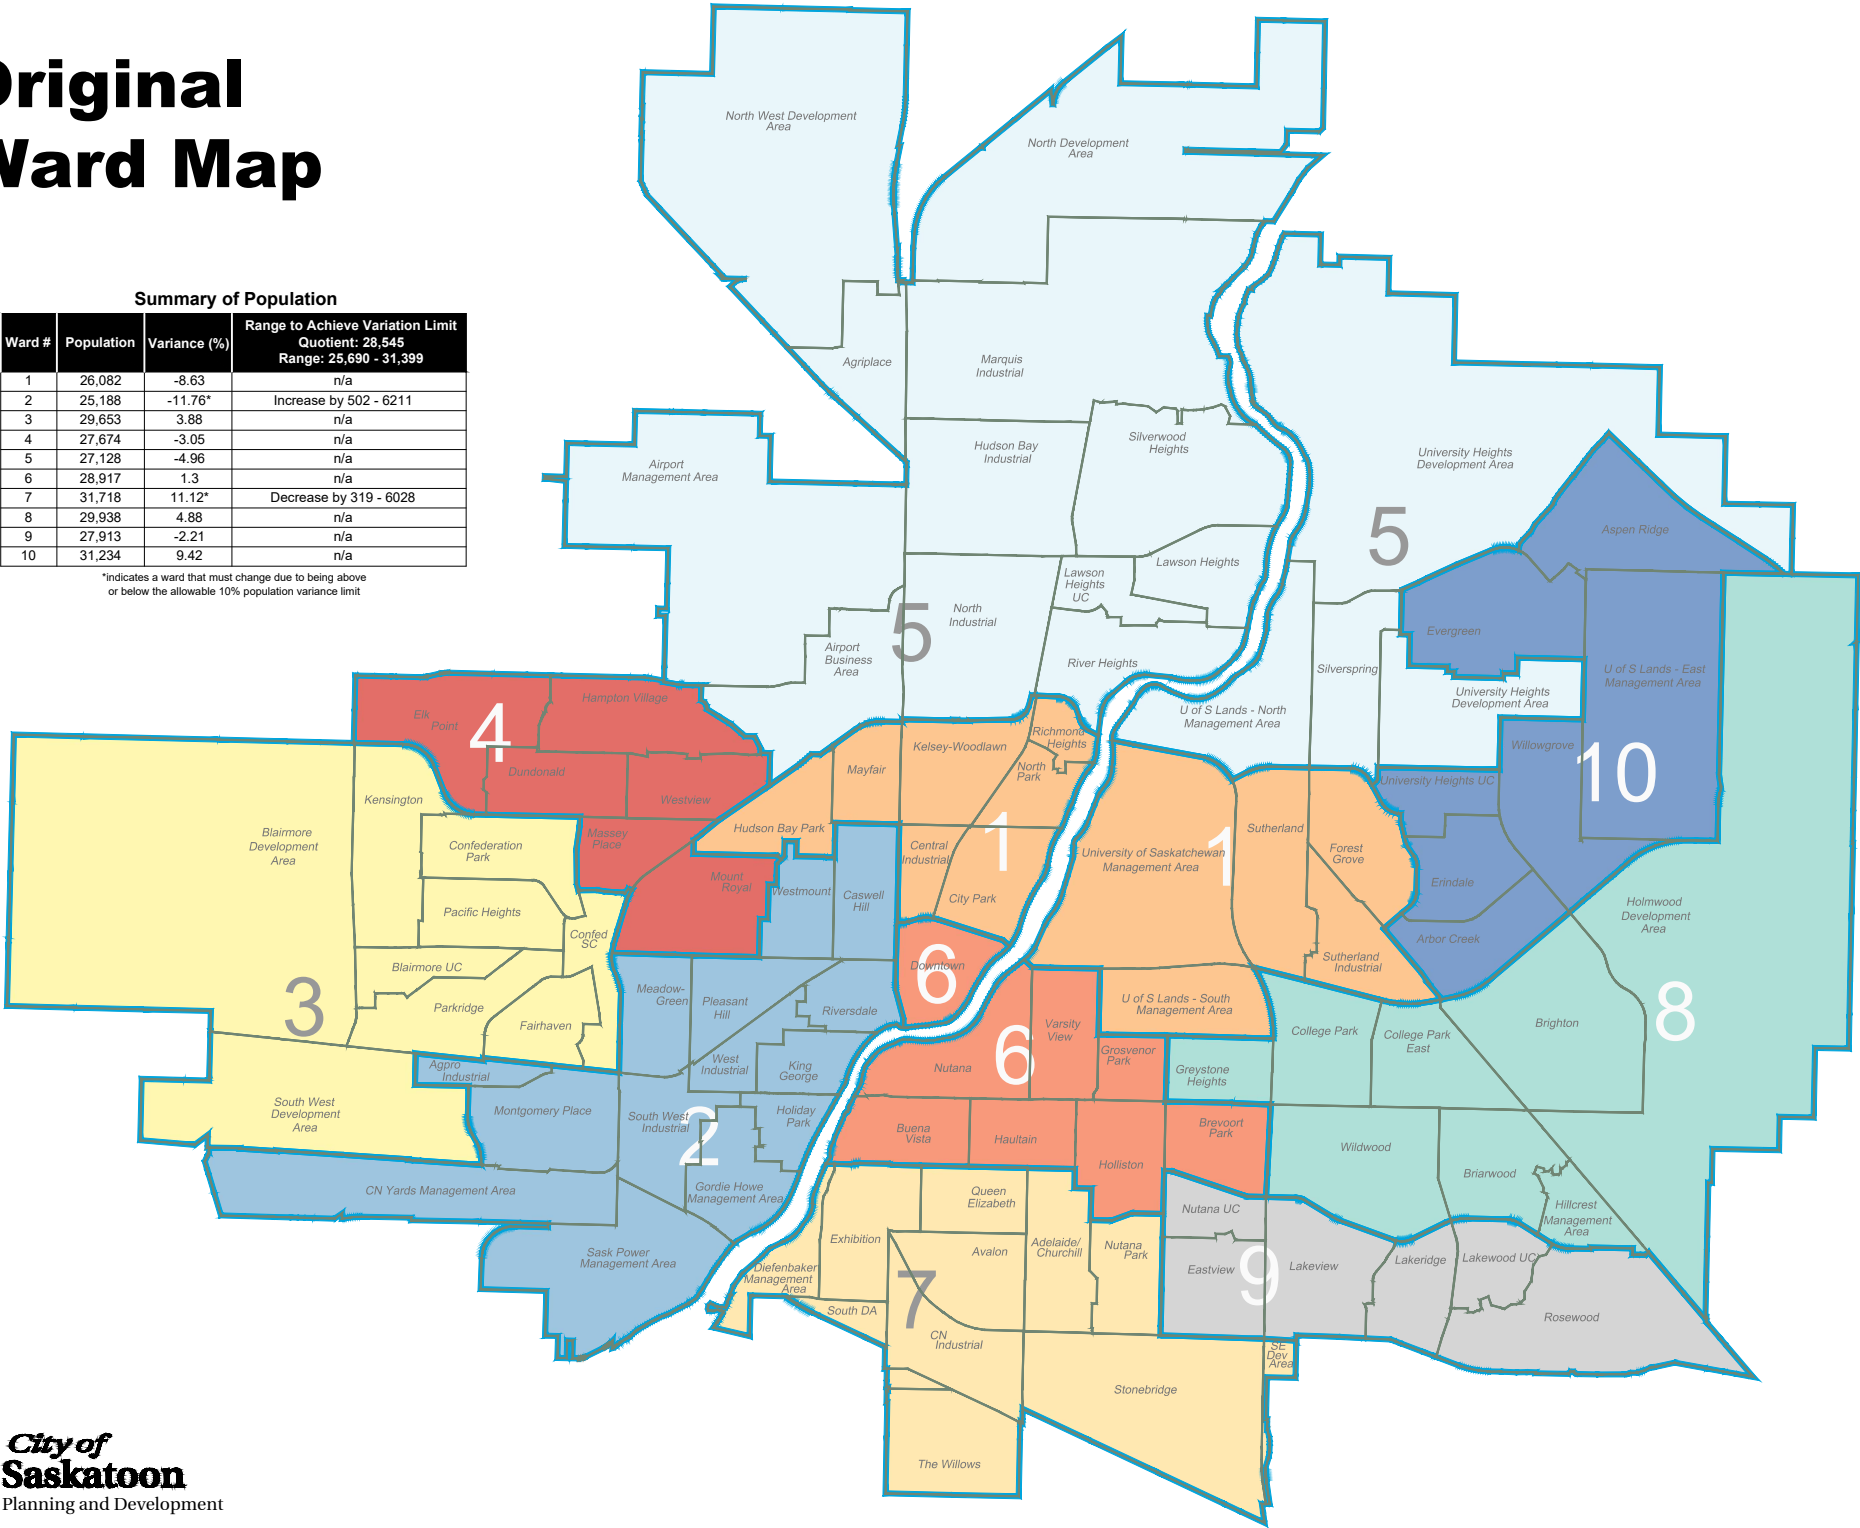 Original
Ward Map
Summary of Population
Ward # Population Variance (%) Range to Achieve Variation Limit
Quotient: 28,545
Range: 25,690 - 31,399
1 26,082 -8.63 n/a
2 25,188 -11.76* Increase by 502 - 6211
3 29,653 3.88 n/a
4 27,674 -3.05 n/a
5 27,128 -4.96 n/a
6 28,917 1.3 n/a
7 31,718 11.12* Decrease by 319 - 6028
8 29,938 4.88 n/a
9 27,913 -2.21 n/a
10 31,234 9.42 n/a
*indicates a ward that must change due to being above
or below the allowable 10% population variance limit
North West Development
Area
North Development
Area
Agriplace
Marquis
Industrial
Airport
Management Area
Hudson Bay
Industrial
Silverwood
Heights
University Heights
Development Area
5
Aspen Ridge
Lawson Heights
Lawson
Heights
UC
North
Industrial
5
Airport
Business
Area
River Heights
Silverspring
Evergreen
U of S Lands - East
Management Area
University Heights
Development Area
U of S Lands - North
Management Area
Elk
Point
Hampton Village
4
Dundonald
Westview
Massey
Place
Mount
Royal
Kelsey-Woodlawn
Richmond
Heights
North
Park
Mayfair
Hudson Bay Park
Central
Industrial
1
City Park
University of Saskatchewan
Management Area
1
Sutherland
Forest
Grove
Sutherland
Industrial
U of S Lands - South
Management Area
Willowgrove
10
University Heights UC
Erindale
Arbor Creek
Kensington
Blairmore
Development
Area
Confederation
Park
Pacific Heights
Confed
SC
Blairmore UC
Parkridge
Fairhaven
3
South West
Development
Area
Westmount
Caswell
Hill
Meadow-
Green
Pleasant
Hill
Riversdale
West
Industrial
King
George
Agpro
Industrial
Montgomery Place
South West
Industrial
2
Holiday
Park
Gordie Howe
Management Area
CN Yards Management Area
Sask Power
Management Area
Downtown
6
Nutana
6
Varsity
View
Grosvenor
Park
Buena
Vista
Haultain
Holliston
Brevoort
Park
Greystone
Heights
College Park
College Park
East
Brighton
8
Holmwood
Development
Area
Wildwood
Briarwood
Hillcrest
Management
Area
Queen
Elizabeth
Exhibition
Avalon
Adelaide/
Churchill
Nutana
Park
Diefenbaker
Management
Area
South DA
7
CN
Industrial
Stonebridge
The Willows
SE
Dev
Area
Nutana UC
Eastview
9
Lakeview
Lakeridge
Lakewood UC
Rosewood
City of
Saskatoon
Planning and Development